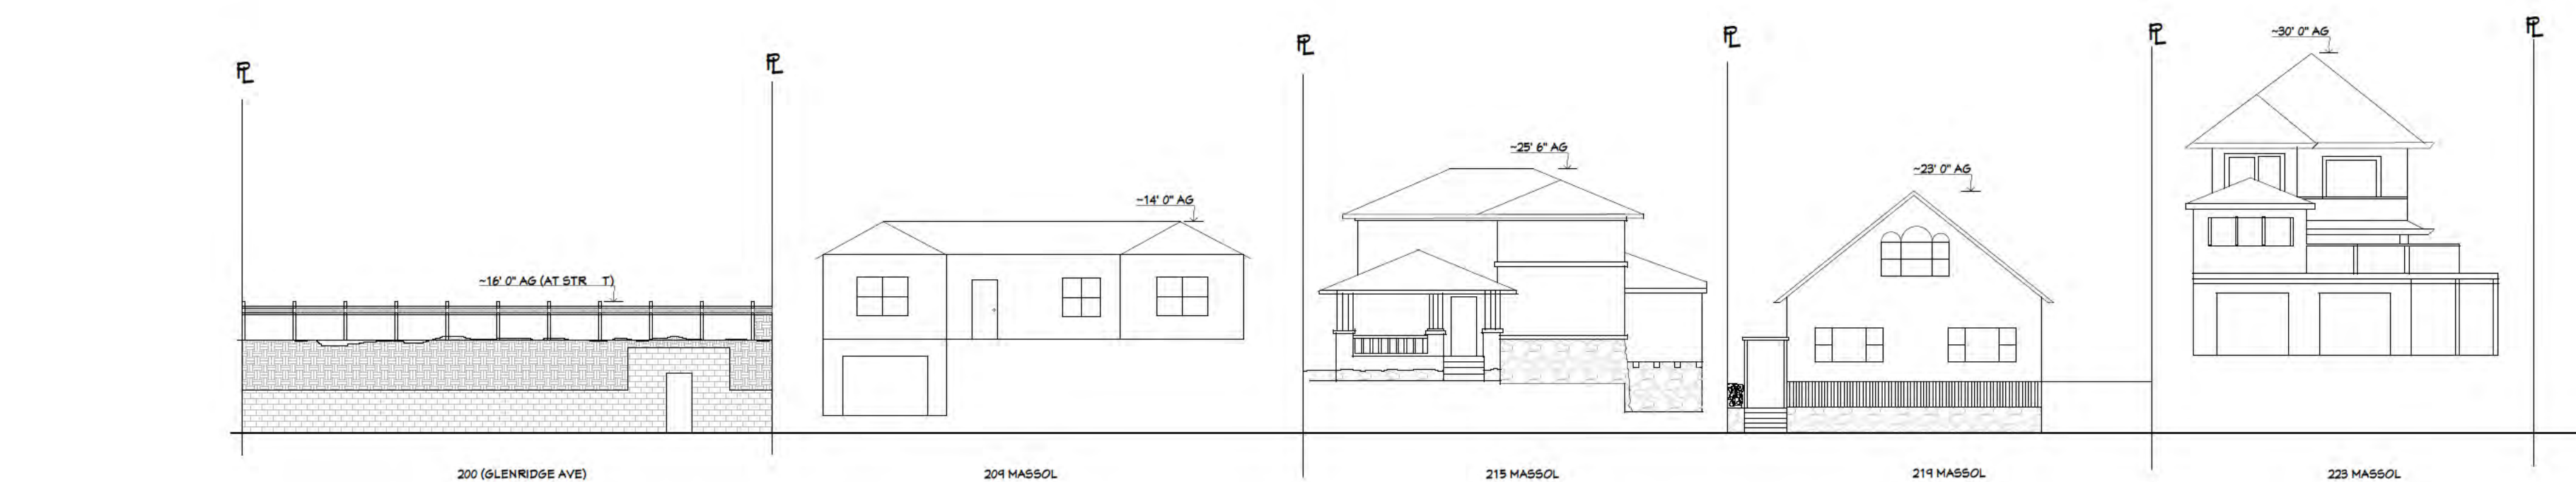 PL
PL
PL
PL
PL
PL
~30' 0" AG
~25' 6" AG
~23' 0" AG
~14' 0" AG
~16' 0" AG (AT STR T)
200 (GLENRIDGE AVE)
209 MASSOL
215 MASSOL
219 MASSOL
223 MASSOL